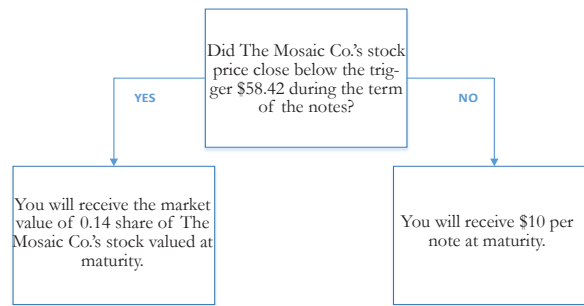 Did The Mosaic Co.'s stock
price close below the trig-
ger $58.42 during the term
of the notes?
YES
NO
You will receive the market
value of 0.14 share of The
Mosaic Co.'s stock valued at
maturity.
You will receive $10 per
note at maturity.